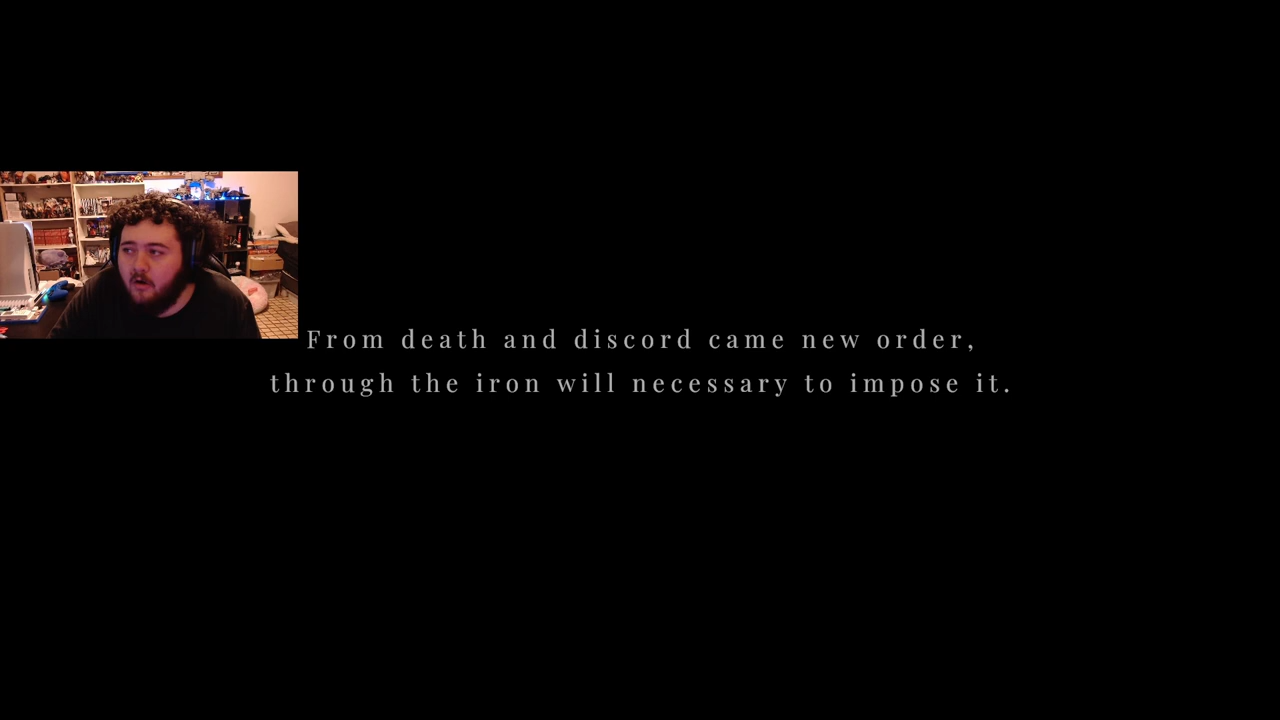 From death and discord came new order,
through the iron will necessary to impose it.